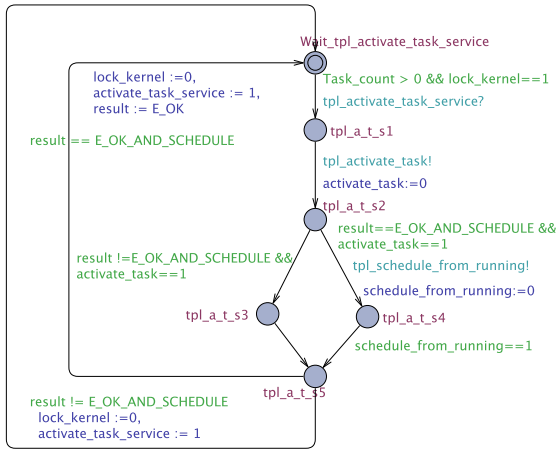 Wait_tpl_activate_task_service
lock_kernel :=0,
activate_task_service := 1,
result := E_OK
Task_count > 0 && lock_kernel==1
tpl_activate_task_service?
result == E_OK_AND_SCHEDULE
tpl_a_t_s1
tpl_activate_task!
activate_task:=0
tpl_a_t_s2
result==E_OK_AND_SCHEDULE &&
activate_task==1
result !=E_OK_AND_SCHEDULE &&
activate_task==1
tpl_schedule_from_running!
schedule_from_running:=0
tpl_a_t_s3
tpl_a_t_s4
schedule_from_running==1
tpl_a_t_s5
result != E_OK_AND_SCHEDULE
lock_kernel :=0,
activate_task_service := 1